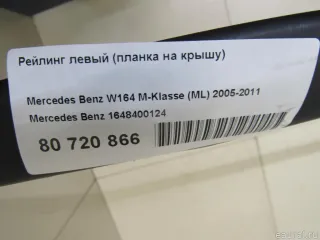 Рейлинг левый (планка на крышу)
Mercedes Benz W164 M-Klasse (ML) 2005-2011
Mercedes Benz 1648400124
80 720 866